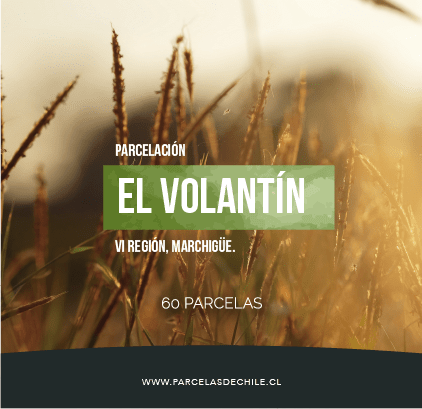 PARCELACIÓN
EL VOLANTÍN
VI REGIÓN, MARCHIGÜE.
60 PARCELAS
WWW.PARCELASDECHILE.CL